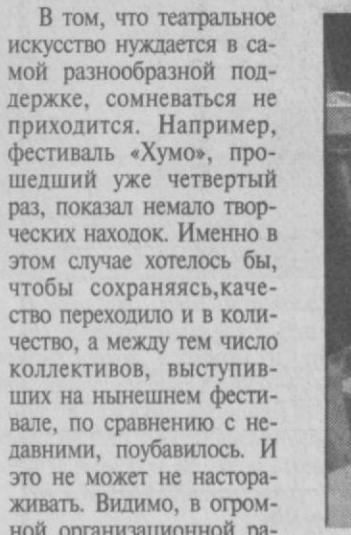 В том, что театральное
искусство нуждается в са-
мой разнообразной под-
держке, сомневаться не
приходится. Например,
фестиваль «Хумо», про-
шедший уже четвертый
раз, показал немало твор-
ческих находок. Именно в
этом случае хотелось бы,
чтобы сохраняясь,каче-
ство переходило и в коли-
чество, а между тем число
коллективов, выступив-
ших на нынешнем фести-
вале, по сравнению с не-
давними, поубавилось. И
это не может не настора-
живать. Видимо, в огром-
ной организационной ра-